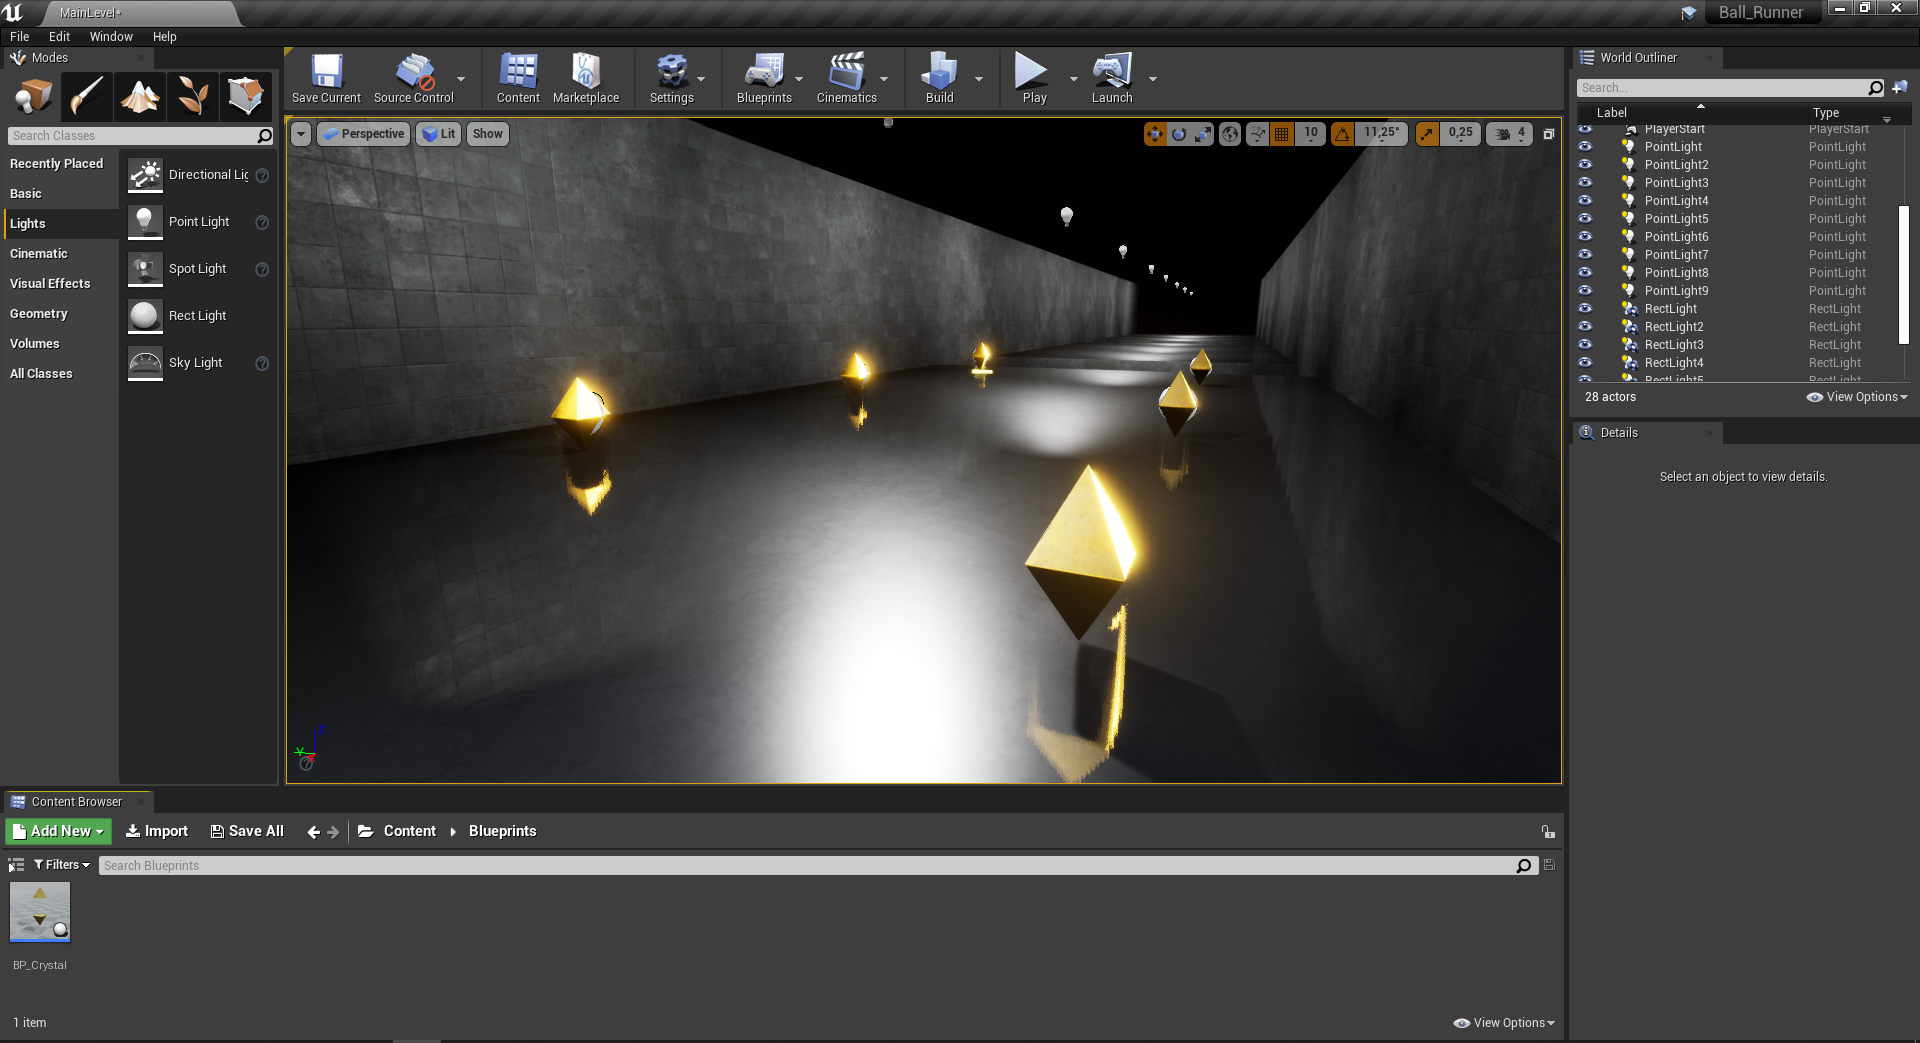 MainLevel*
Ball_Runner
File Edit Window Help
Modes
Search Classes
Recently Placed
Basic
Lights
Cinematic
Visual Effects
Geometry
Volumes
All Classes
Directional Lig
Point Light
Spot Light
Rect Light
Sky Light
Save Current
Source Control
Content
Marketplace
Settings
Blueprints
Cinematics
Build
Play
Launch
Perspective
Lit
Show
10
11,25°
0,25
4
World Outliner
Search...
Label Type
PlayerStart PlayerStart
PointLight PointLight
PointLight2 PointLight
PointLight3 PointLight
PointLight4 PointLight
PointLight5 PointLight
PointLight6 PointLight
PointLight7 PointLight
PointLight8 PointLight
PointLight9 PointLight
RectLight RectLight
RectLight2 RectLight
RectLight3 RectLight
RectLight4 RectLight
RectLight5 RectLight
28 actors
View Options
Details
Select an object to view details.
Z
Y
X
Content Browser
Add New
Import
Save All
Content
Blueprints
Filters
Search Blueprints
BP_Crystal
1 item
View Options